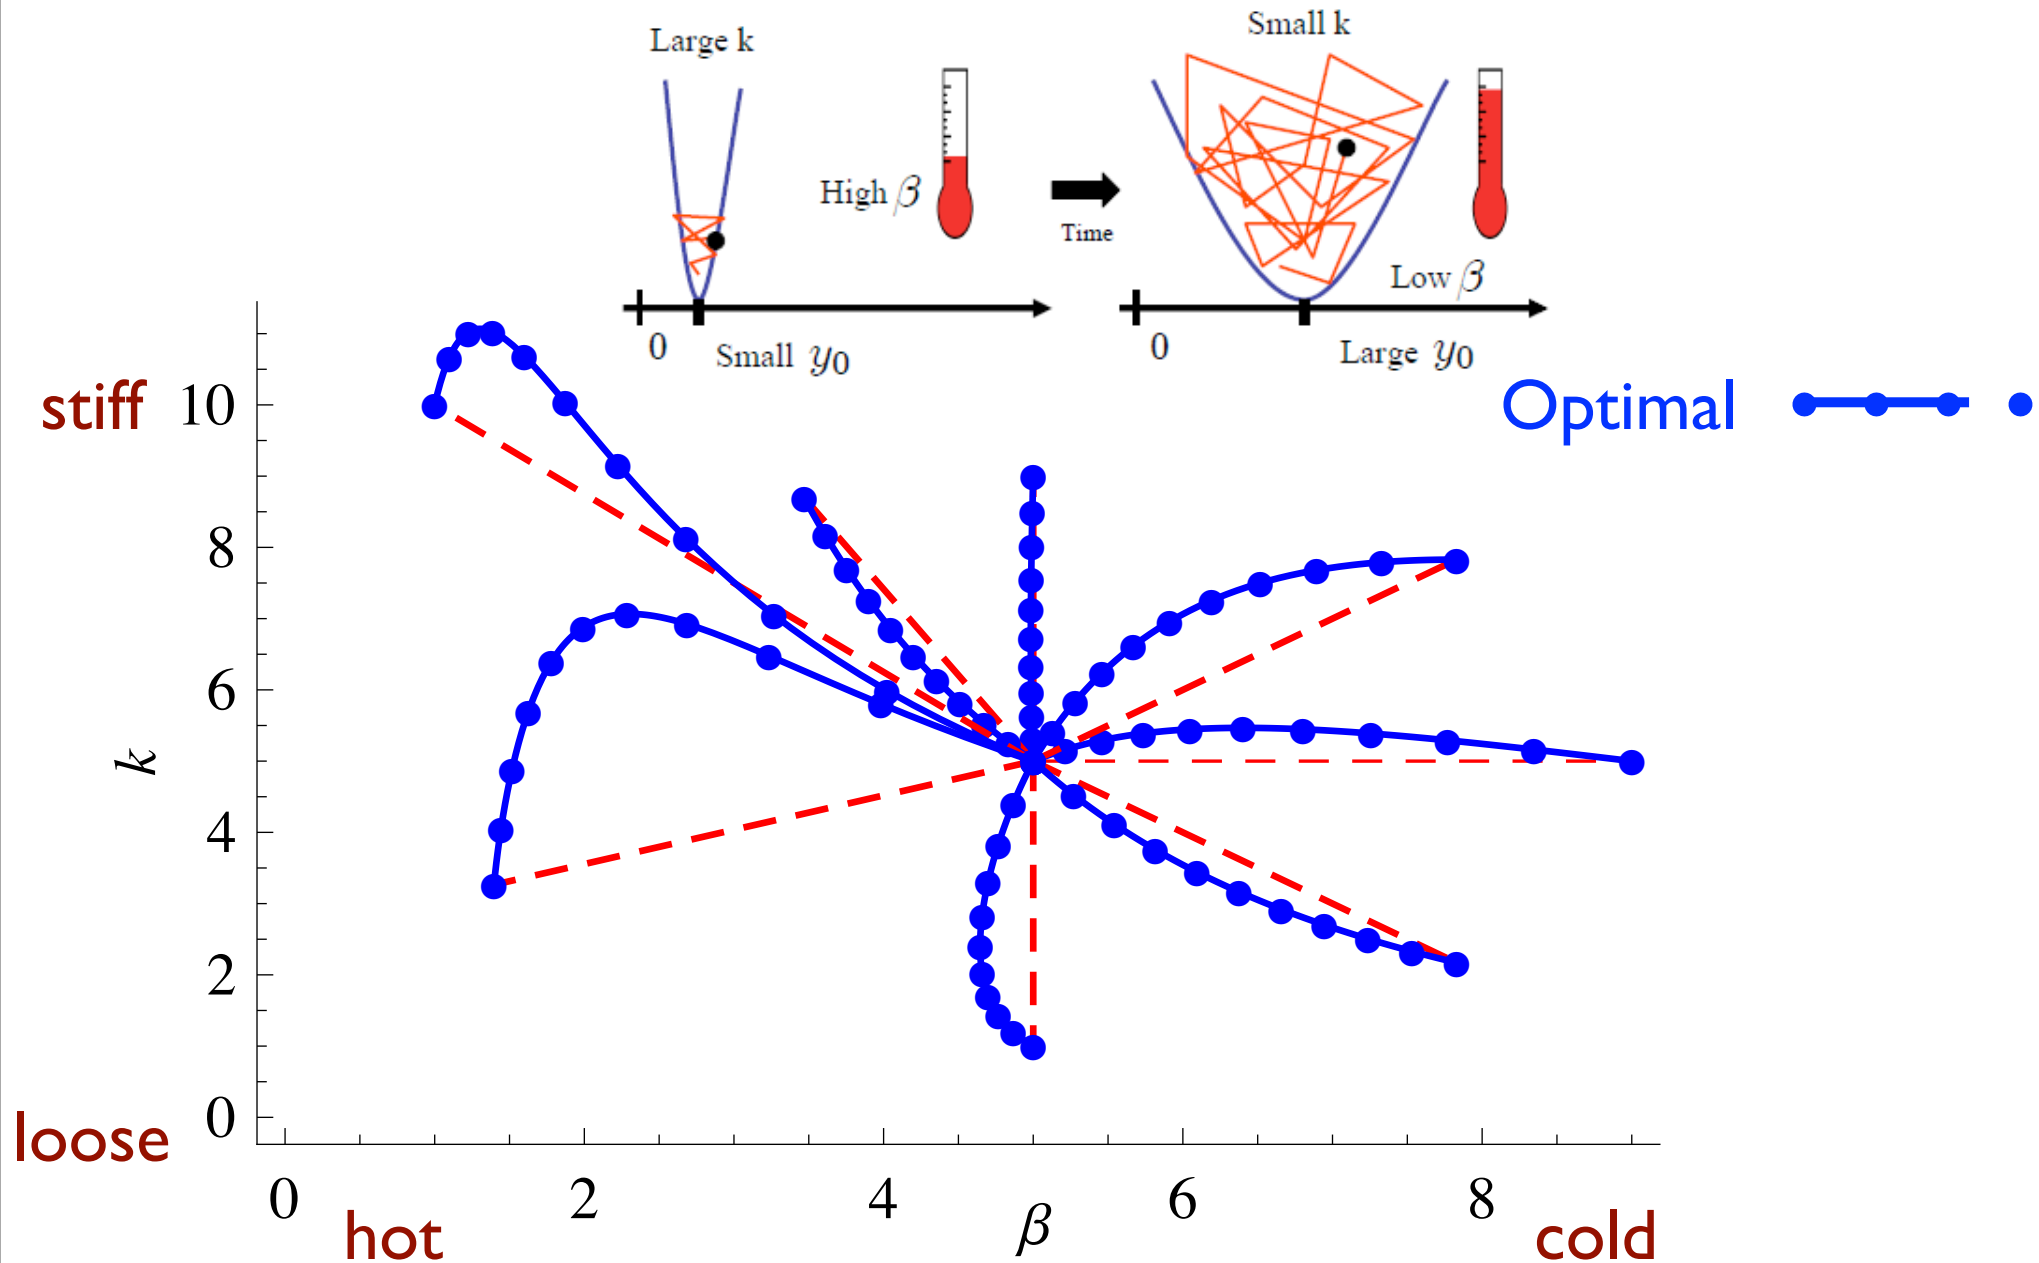 Large k
Small k
High β
Time
Low β
0
Small y0
0
Large y0
stiff
Optimal
10
8
6
4
2
0
k
loose
0
2
4
6
8
β
hot
cold